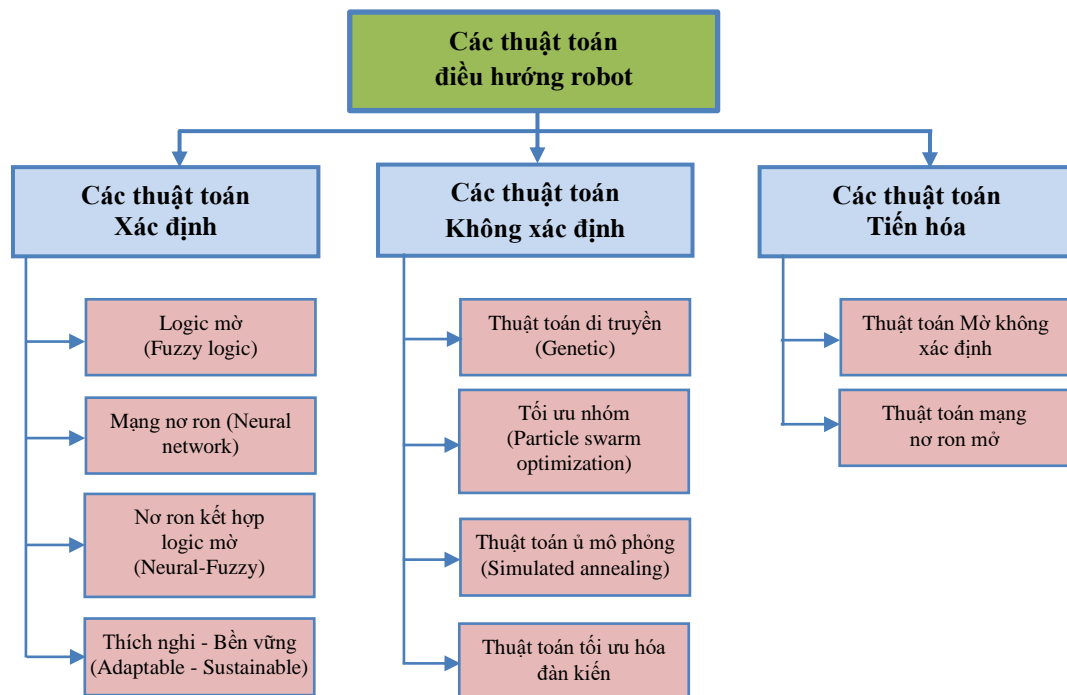 Các thuật toán
điều hướng robot
Các thuật toán
Xác định
Logic mờ
(Fuzzy logic)
Mạng nơ ron (Neural
network)
Nơ ron kết hợp
logic mờ
(Neural-Fuzzy)
Thích nghi - Bền vững
(Adaptable - Sustainable)
Các thuật toán
Không xác định
Thuật toán di truyền
(Genetic)
Tối ưu nhóm
(Particle swarm
optimization)
Thuật toán ủ mô phỏng
(Simulated annealing)
Thuật toán tối ưu hóa
đàn kiến
Các thuật toán
Tiến hóa
Thuật toán Mờ không
xác định
Thuật toán mạng
nơ ron mở